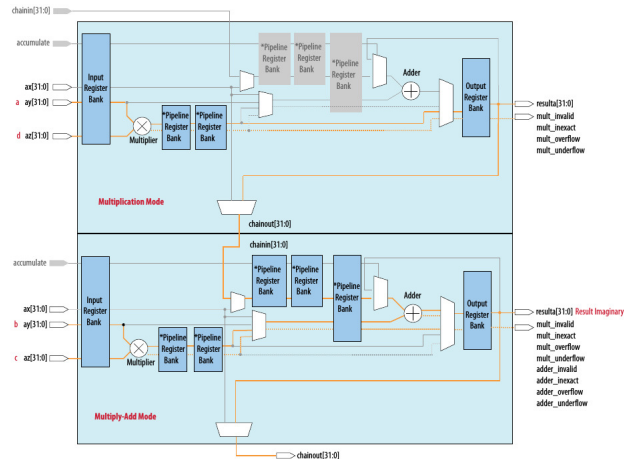 chainin[31:0]
accumulate
Input
Register
Bank
*Pipeline
Register
Bank
*Pipeline
Register
Bank
*Pipeline
Register
Bank
Adder
Output
Register
Bank
ax[31:0]
a ay[31:0]
d az[31:0]
Multiplier
*Pipeline
Register
Bank
*Pipeline
Register
Bank
resulta[31:0]
mult_invalid
mult_inexact
mult_overflow
mult_underflow
Multiplication Mode
chainout[31:0]
chainin[31:0]
accumulate
Input
Register
Bank
*Pipeline
Register
Bank
*Pipeline
Register
Bank
*Pipeline
Register
Bank
Adder
Output
Register
Bank
ax[31:0]
b ay[31:0]
c az[31:0]
Multiplier
*Pipeline
Register
Bank
*Pipeline
Register
Bank
resulta[31:0] Result Imaginary
mult_invalid
mult_inexact
mult_overflow
mult_underflow
adder_invalid
adder_inexact
adder_overflow
adder_underflow
Multiply-Add Mode
chainout[31:0]